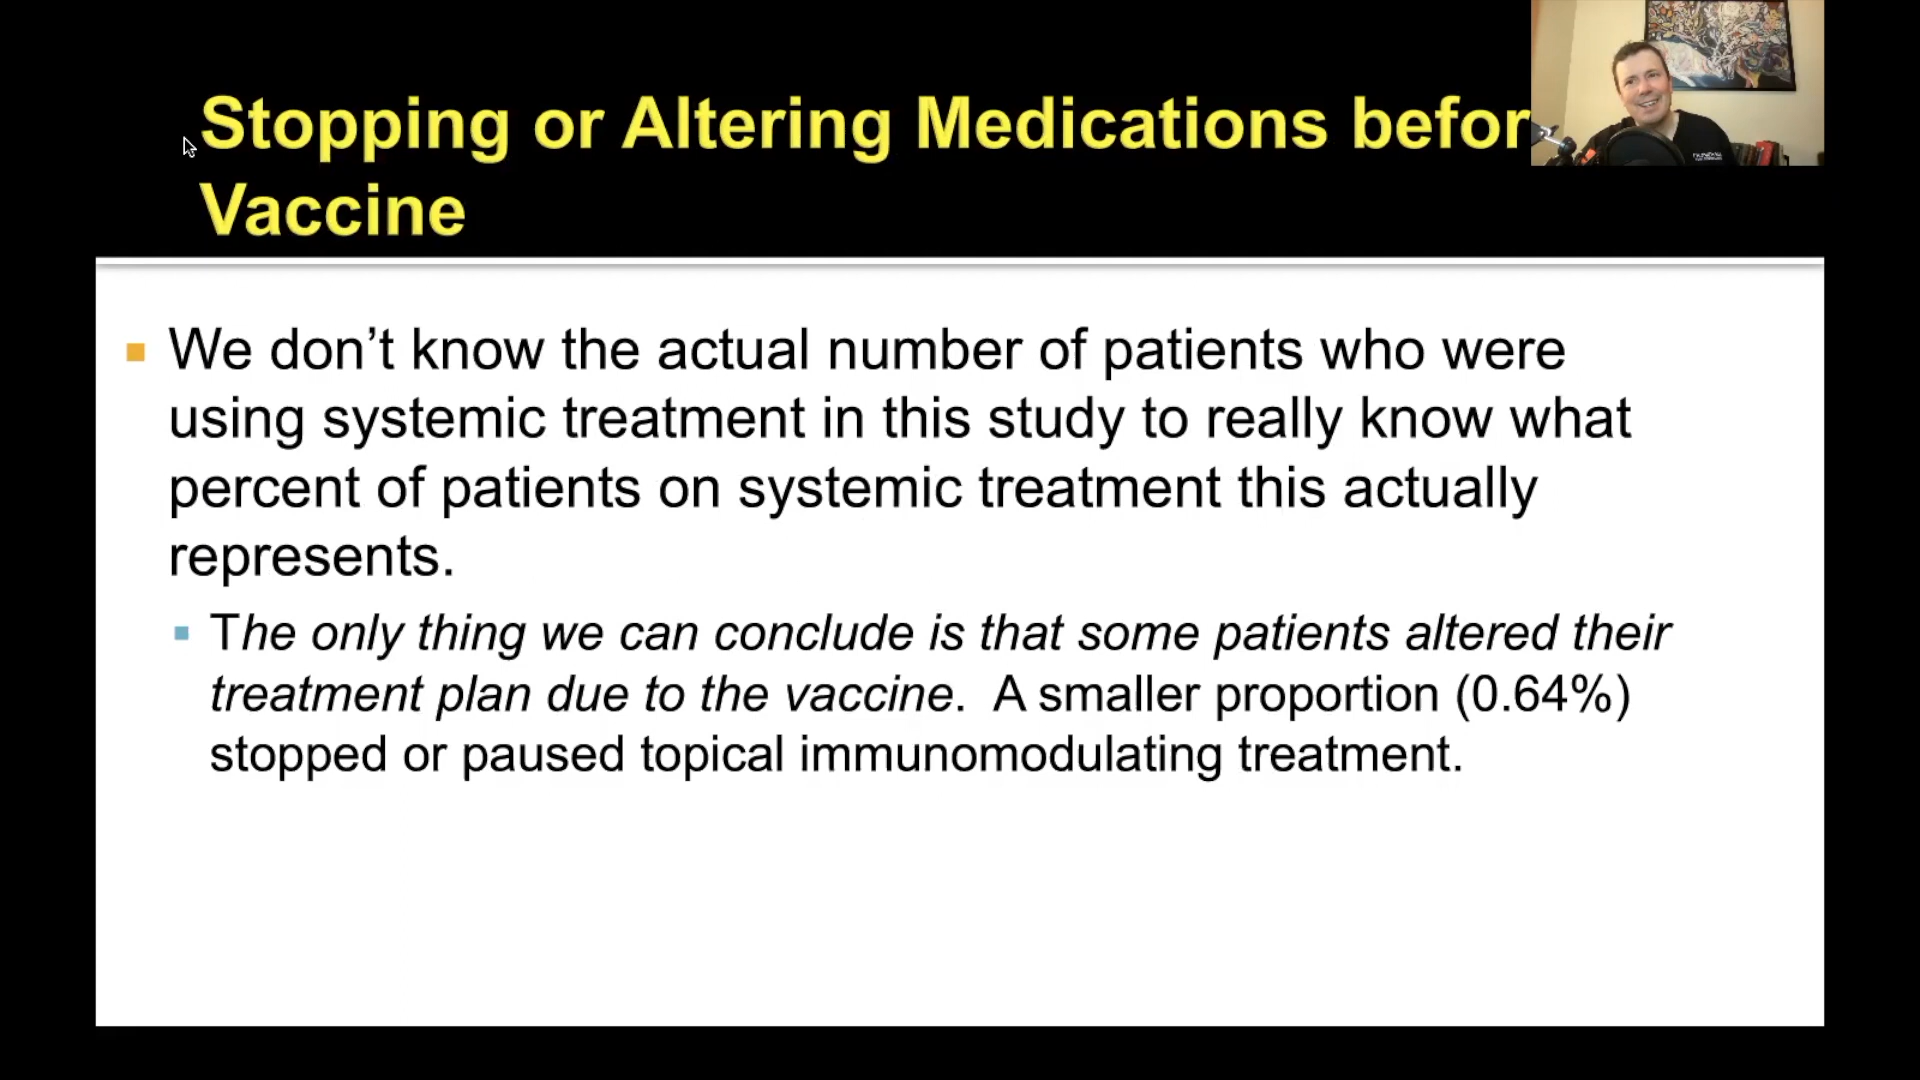 Stopping or Altering Medications befor
Vaccine
We don’t know the actual number of patients who were
using systemic treatment in this study to really know what
percent of patients on systemic treatment this actually
represents.
The only thing we can conclude is that some patients altered their
treatment plan due to the vaccine.  A smaller proportion (0.64%)
stopped or paused topical immunomodulating treatment.